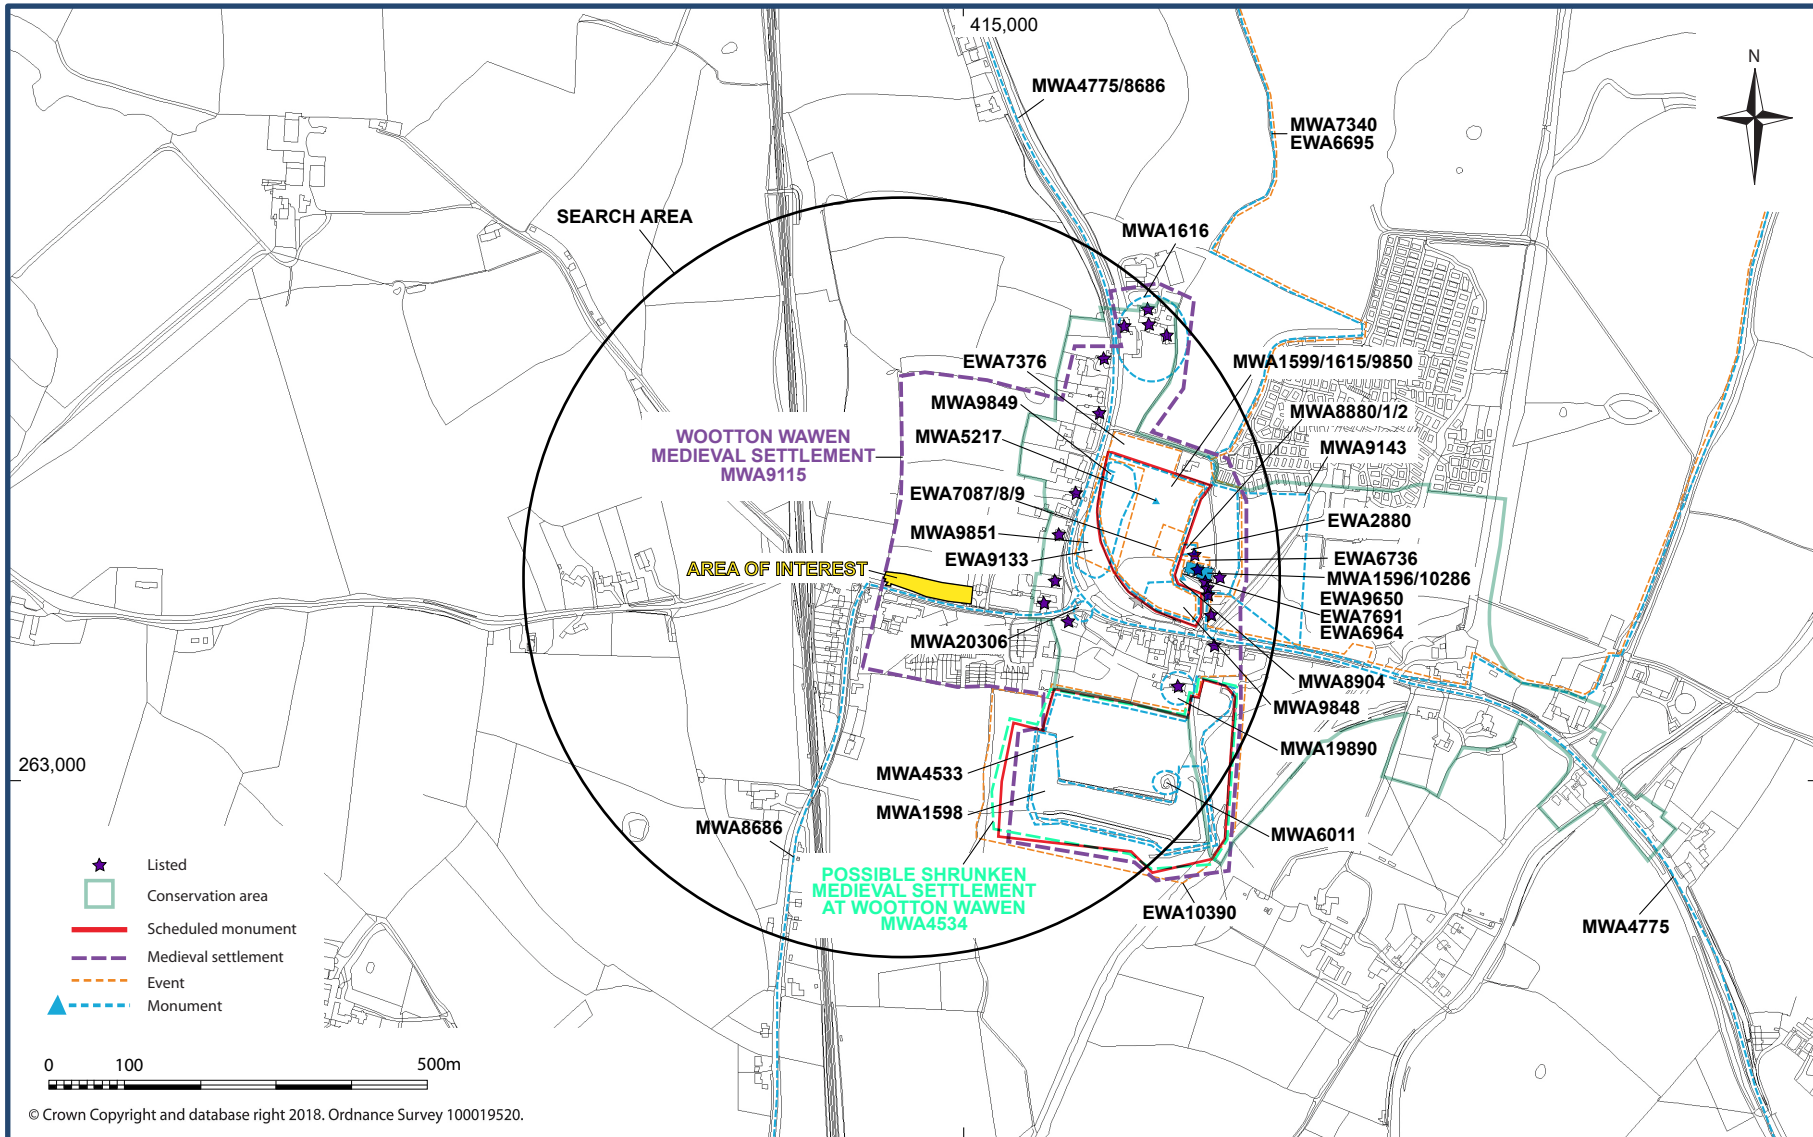 415,000
N
MWA4775/8686
MWA7340
EWA6695
SEARCH AREA
MWA1616
EWA7376
MWA1599/1615/9850
MWA9849
MWA8880/1/2
MWA5217
WOOTTON WAWEN
MEDIEVAL SETTLEMENT
MWA9115
MWA9143
EWA7087/8/9
EWA2880
MWA9851
EWA9133
EWA6736
AREA OF INTEREST
MWA1596/10286
EWA9650
EWA7691
EWA6964
MWA20306
MWA8904
MWA9848
MWA19890
263,000
MWA4533
MWA1598
MWA8686
MWA6011
POSSIBLE SHRUNKEN
MEDIEVAL SETTLEMENT
AT WOOTTON WAWEN
MWA4534
EWA10390
MWA4775
Listed
Conservation area
Scheduled monument
Medieval settlement
Event
Monument
0 100 500m
© Crown Copyright and database right 2018. Ordnance Survey 100019520.